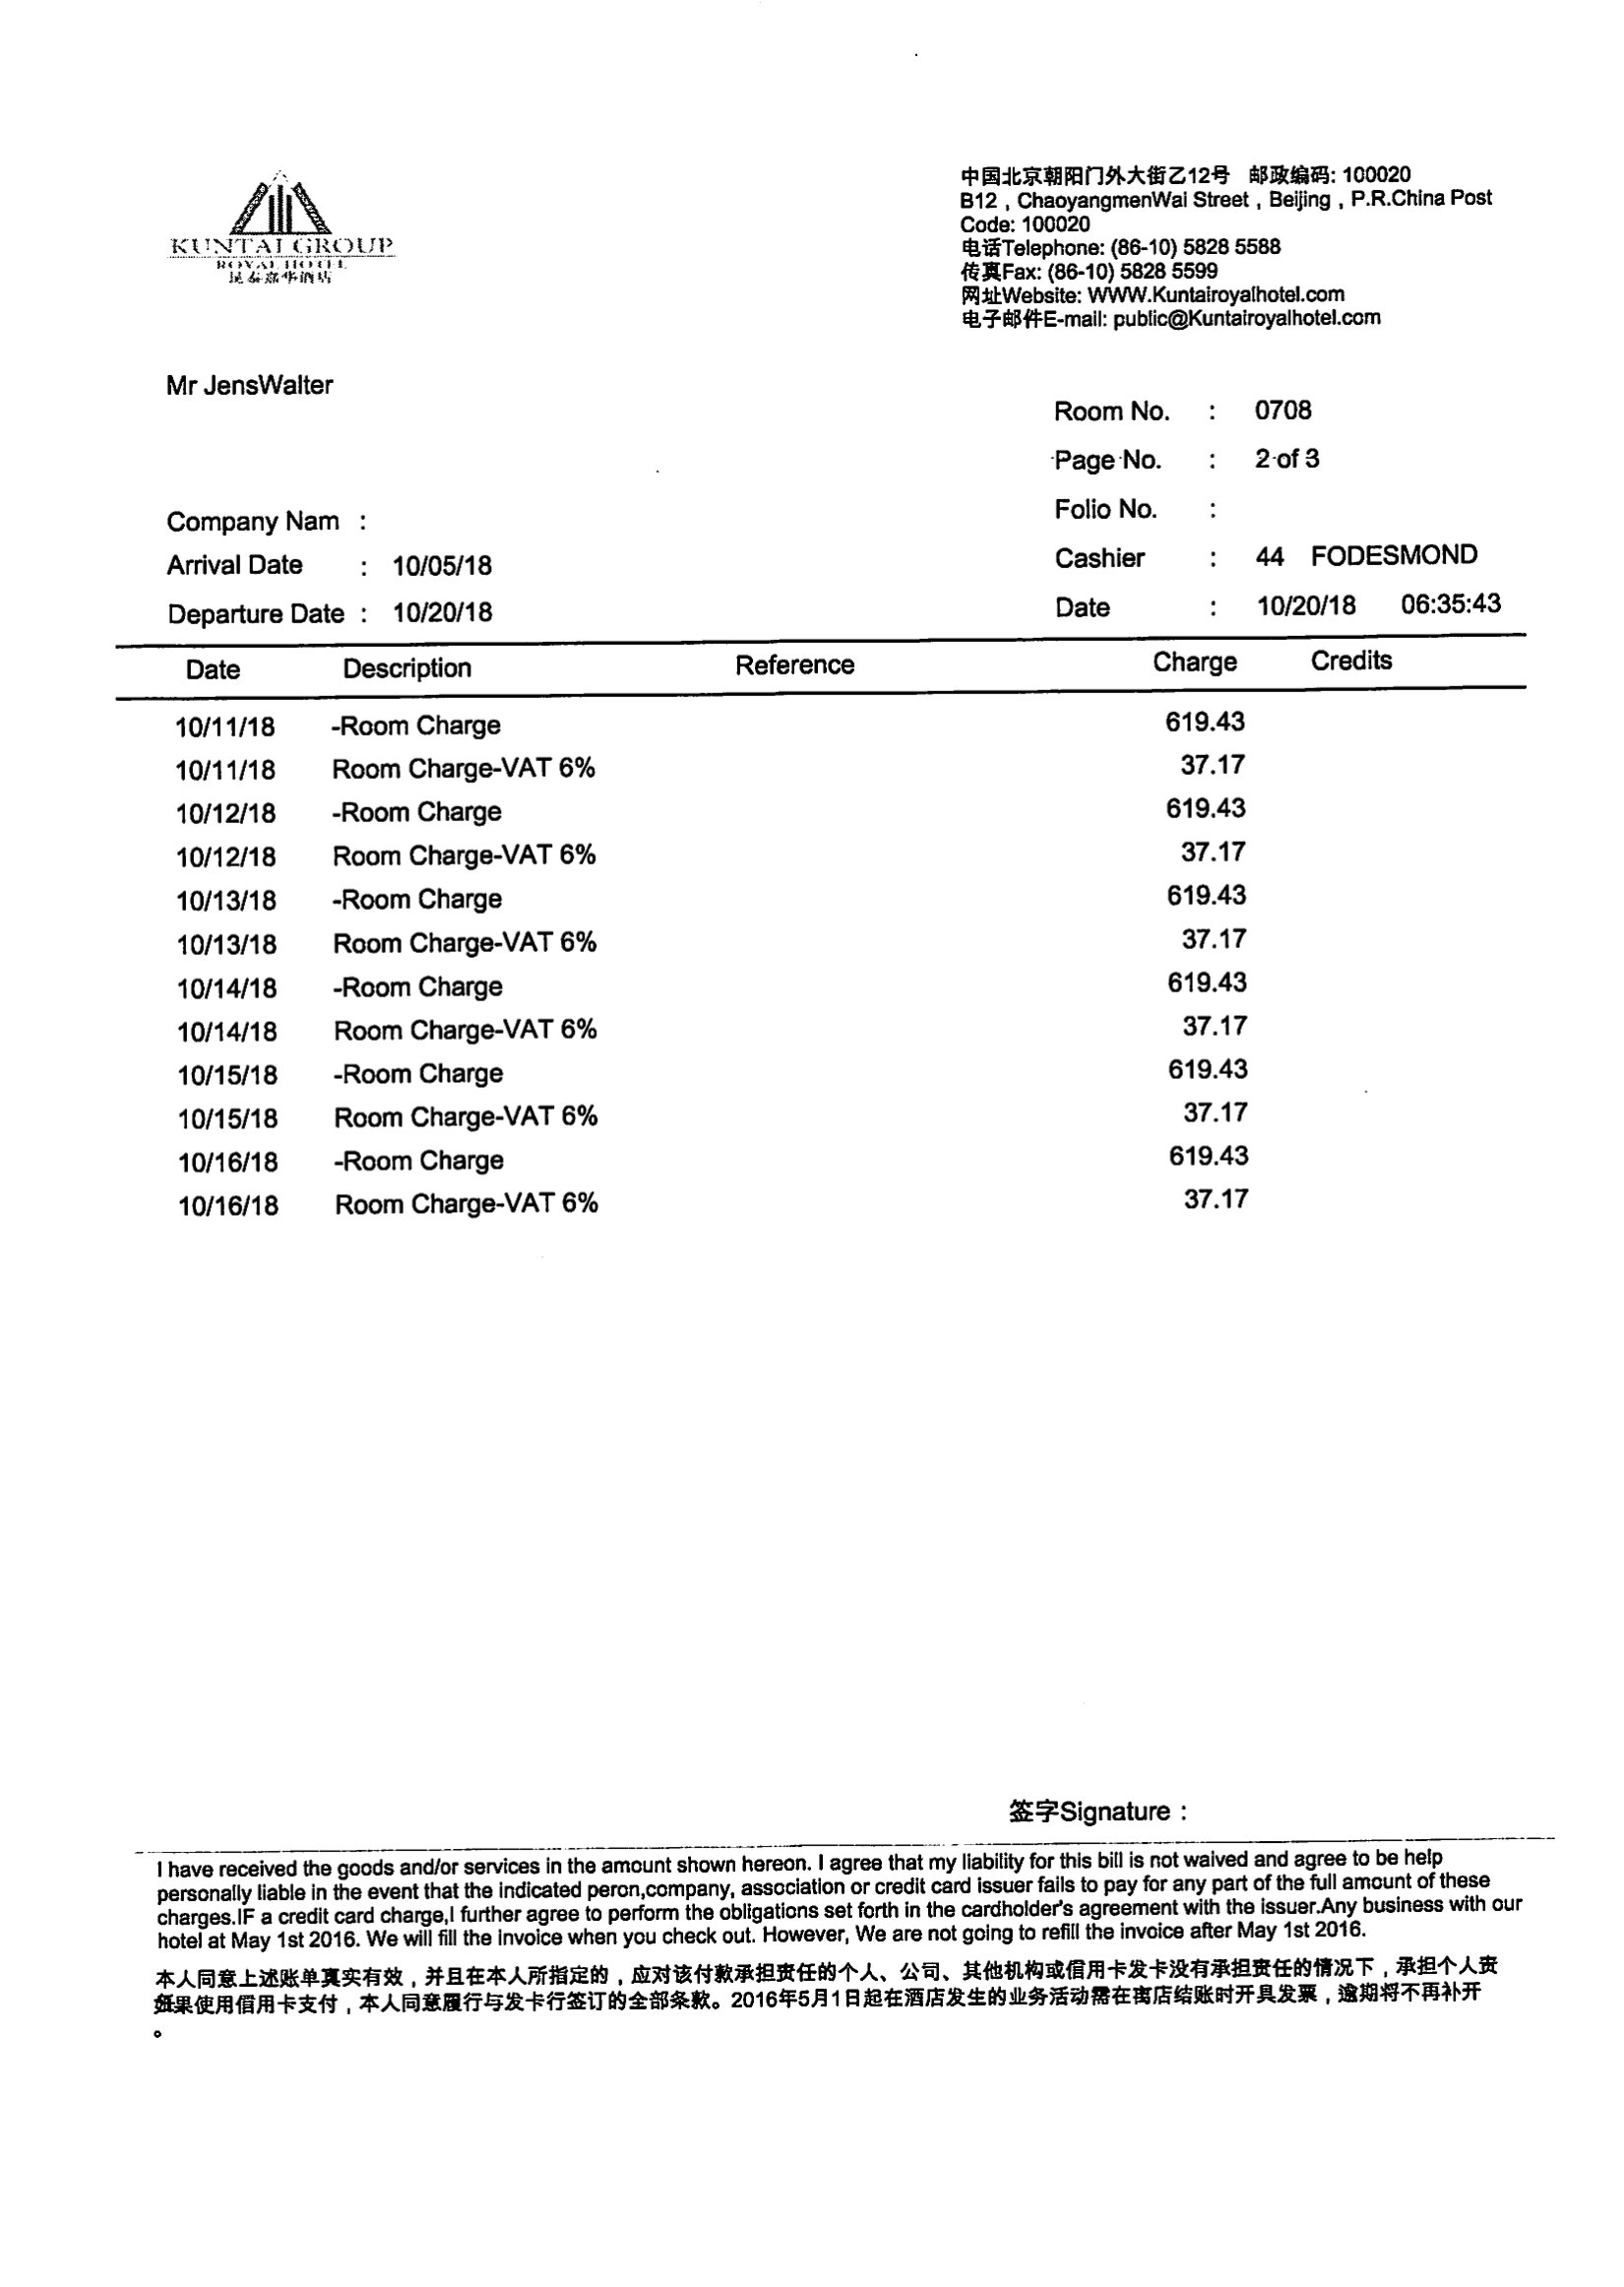 KUNTAI GROUP
ROYAL HOTEL
昆泰嘉华酒店
中国北京朝阳门外大街乙12号 邮政编码: 100020
B12 , ChaoyangmenWai Street , Beijing , P.R.China Post
Code: 100020
电话Telephone: (86-10) 5828 5588
传真Fax: (86-10) 5828 5599
网址Website: WWW.Kuntairoyalhotel.com
电子邮件E-mail: public@Kuntairoyalhotel.com
Mr JensWalter
Room No. : 0708
Page No. : 2 of 3
Folio No. :
Company Nam :
Arrival Date : 10/05/18
Cashier : 44 FODESMOND
Departure Date : 10/20/18
Date : 10/20/18 06:35:43
Date Description Reference Charge Credits
10/11/18 -Room Charge 619.43
10/11/18 Room Charge-VAT 6% 37.17
10/12/18 -Room Charge 619.43
10/12/18 Room Charge-VAT 6% 37.17
10/13/18 -Room Charge 619.43
10/13/18 Room Charge-VAT 6% 37.17
10/14/18 -Room Charge 619.43
10/14/18 Room Charge-VAT 6% 37.17
10/15/18 -Room Charge 619.43
10/15/18 Room Charge-VAT 6% 37.17
10/16/18 -Room Charge 619.43
10/16/18 Room Charge-VAT 6% 37.17
签字Signature :
I have received the goods and/or services in the amount shown hereon. I agree that my liability for this bill is not waived and agree to be help
personally liable in the event that the indicated peron,company, association or credit card issuer fails to pay for any part of the full amount of these
charges.IF a credit card charge,I further agree to perform the obligations set forth in the cardholder's agreement with the issuer.Any business with our
hotel at May 1st 2016. We will fill the invoice when you check out. However, We are not going to refill the invoice after May 1st 2016.
本人同意上述账单真实有效，并且在本人所指定的，应对该付款承担责任的个人、公司、其他机构或信用卡发卡没有承担责任的情况下，承担个人责
如果使用信用卡支付，本人同意履行与发卡行签订的全部条款。2016年5月1日起在酒店发生的业务活动需在离店结账时开具发票，逾期将不再补开
。